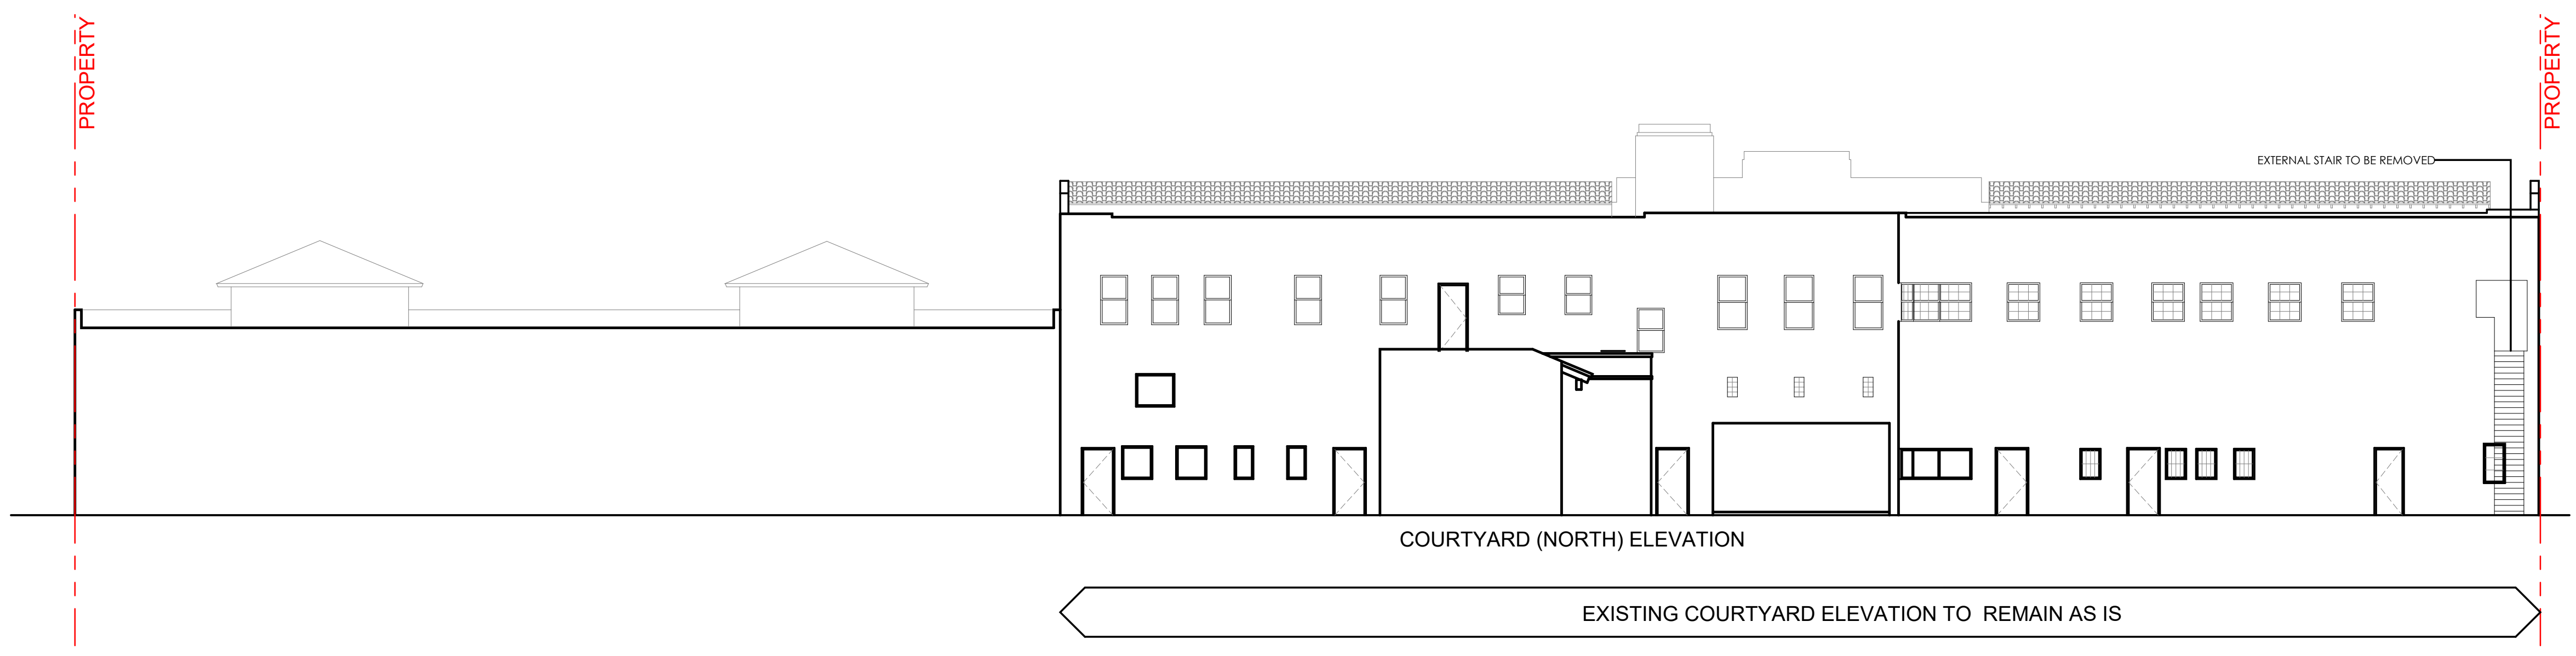 PROPERTY
PROPERTY
EXTERNAL STAIR TO BE REMOVED
COURTYARD (NORTH) ELEVATION
EXISTING COURTYARD ELEVATION TO REMAIN AS IS